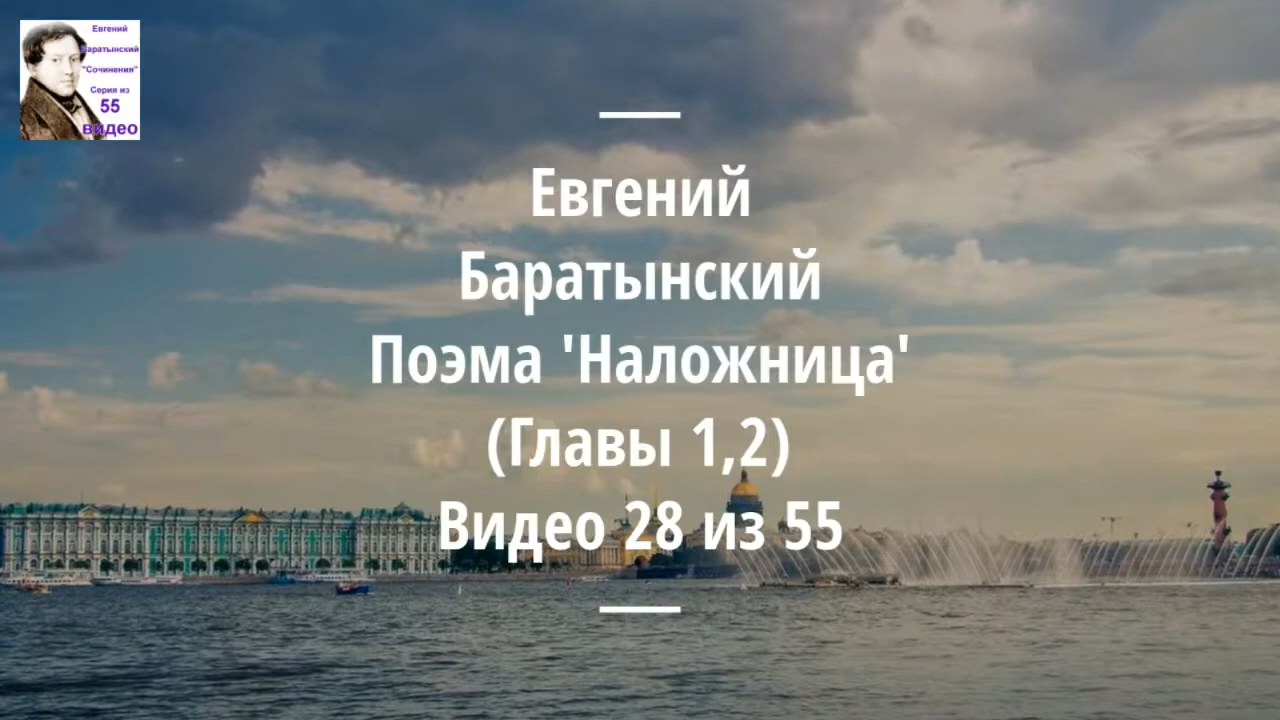 Евгений
Баратынский
"Сочинения"
Серия из
55
видео
Евгений
Баратынский
Поэма 'Наложница'
(Главы 1,2)
Видео 28 из 55